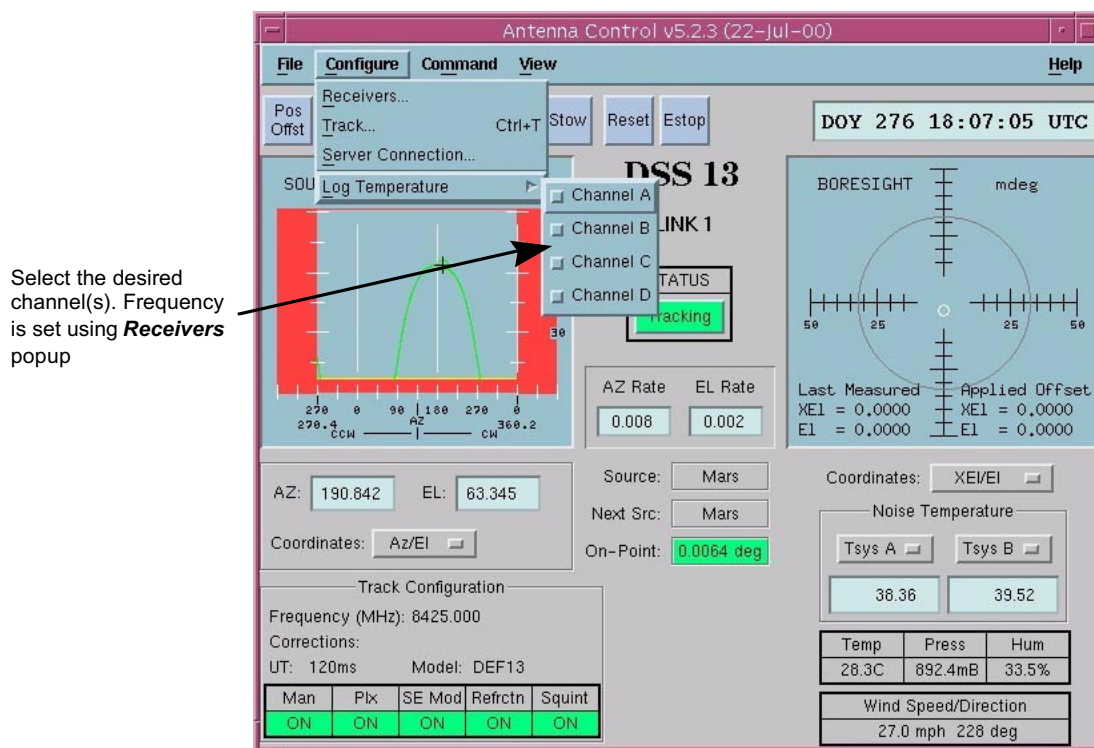 Antenna Control v5.2.3 (22-Jul-00)
File Configure Command View Help
Pos
Offst
Receivers...
Track... Ctrl+T
Server Connection...
Log Temperature
Stow Reset Estop
DOY 276 18:07:05 UTC
Channel A
Channel B
Channel C
Channel D
Select the desired
channel(s). Frequency
is set using Receivers
popup
SOU
DSS 13
LINK 1
TATUS
Tracking
30
270 0 90 180 270 0
270.4 AZ 360.2
CCW CW
BORESIGHT mdeg
50 25 25 50
Last Measured Applied Offset
XEl = 0.0000 XEl = 0.0000
El = 0.0000 El = 0.0000
AZ Rate EL Rate
0.008 0.002
AZ: 190.842 EL: 63.345
Coordinates: Az/El
Source: Mars
Next Src: Mars
On-Point: 0.0064 deg
Coordinates: XEl/El
Noise Temperature
Tsys A Tsys B
38.36 39.52
Track Configuration
Frequency (MHz): 8425.000
Corrections:
UT: 120ms Model: DEF13
Man Plx SE Mod Refrctn Squint
ON ON ON ON ON
Temp Press Hum
28.3C 892.4mB 33.5%
Wind Speed/Direction
27.0 mph 228 deg